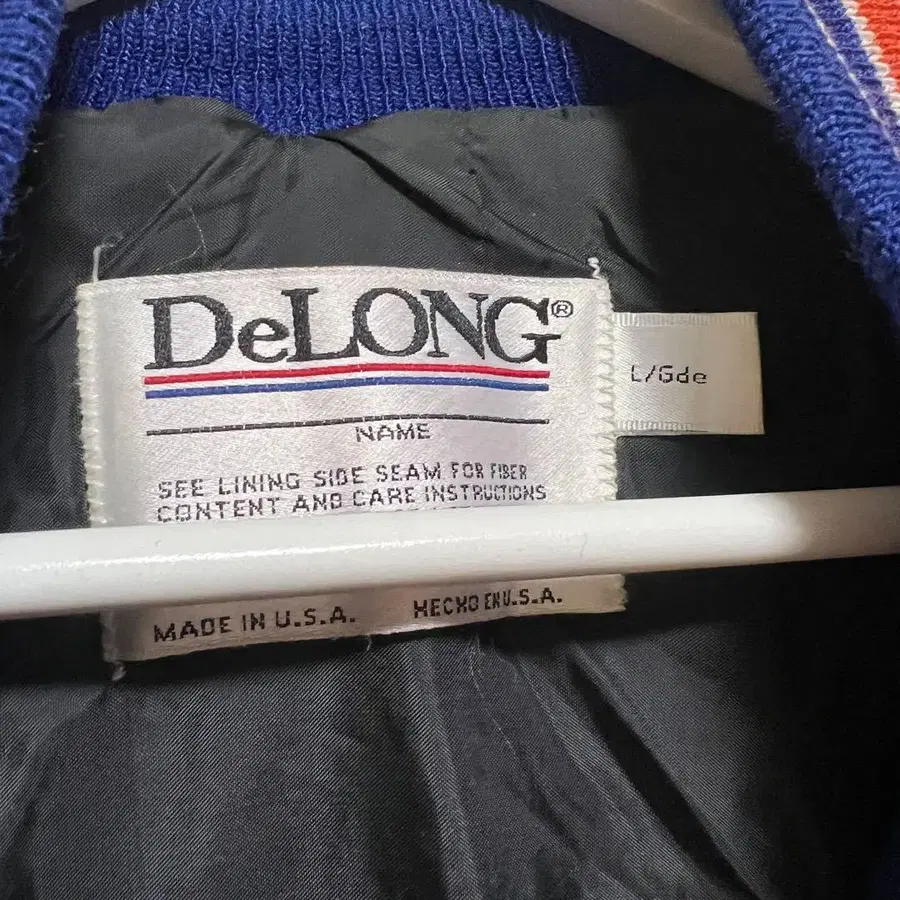 DeLONG®
L/Gde
NAME
SEE LINING SIDE SEAM FOR FIBER
CONTENT AND CARE INSTRUCTIONS
MADE IN U.S.A. HECHO EN U.S.A.